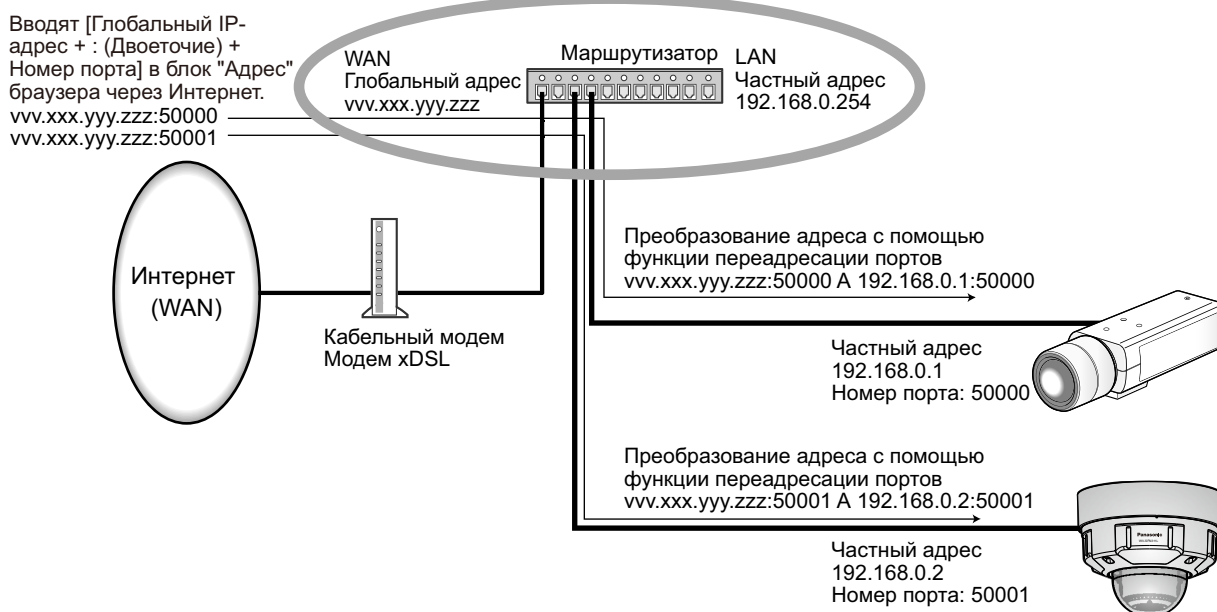 Вводят [Глобальный IP-
адрес + : (Двоеточие) +
Номер порта] в блок "Адрес"
браузера через Интернет.
vvv.xxx.yyy.zzz:50000
vvv.xxx.yyy.zzz:50001
WAN
Глобальный адрес
vvv.xxx.yyy.zzz
Маршрутизатор
LAN
Частный адрес
192.168.0.254
Интернет
(WAN)
Кабельный модем
Модем xDSL
Преобразование адреса с помощью
функции переадресации портов
vvv.xxx.yyy.zzz:50000 А 192.168.0.1:50000
Частный адрес
192.168.0.1
Номер порта: 50000
Преобразование адреса с помощью
функции переадресации портов
vvv.xxx.yyy.zzz:50001 А 192.168.0.2:50001
Panasonic
Частный адрес
192.168.0.2
Номер порта: 50001